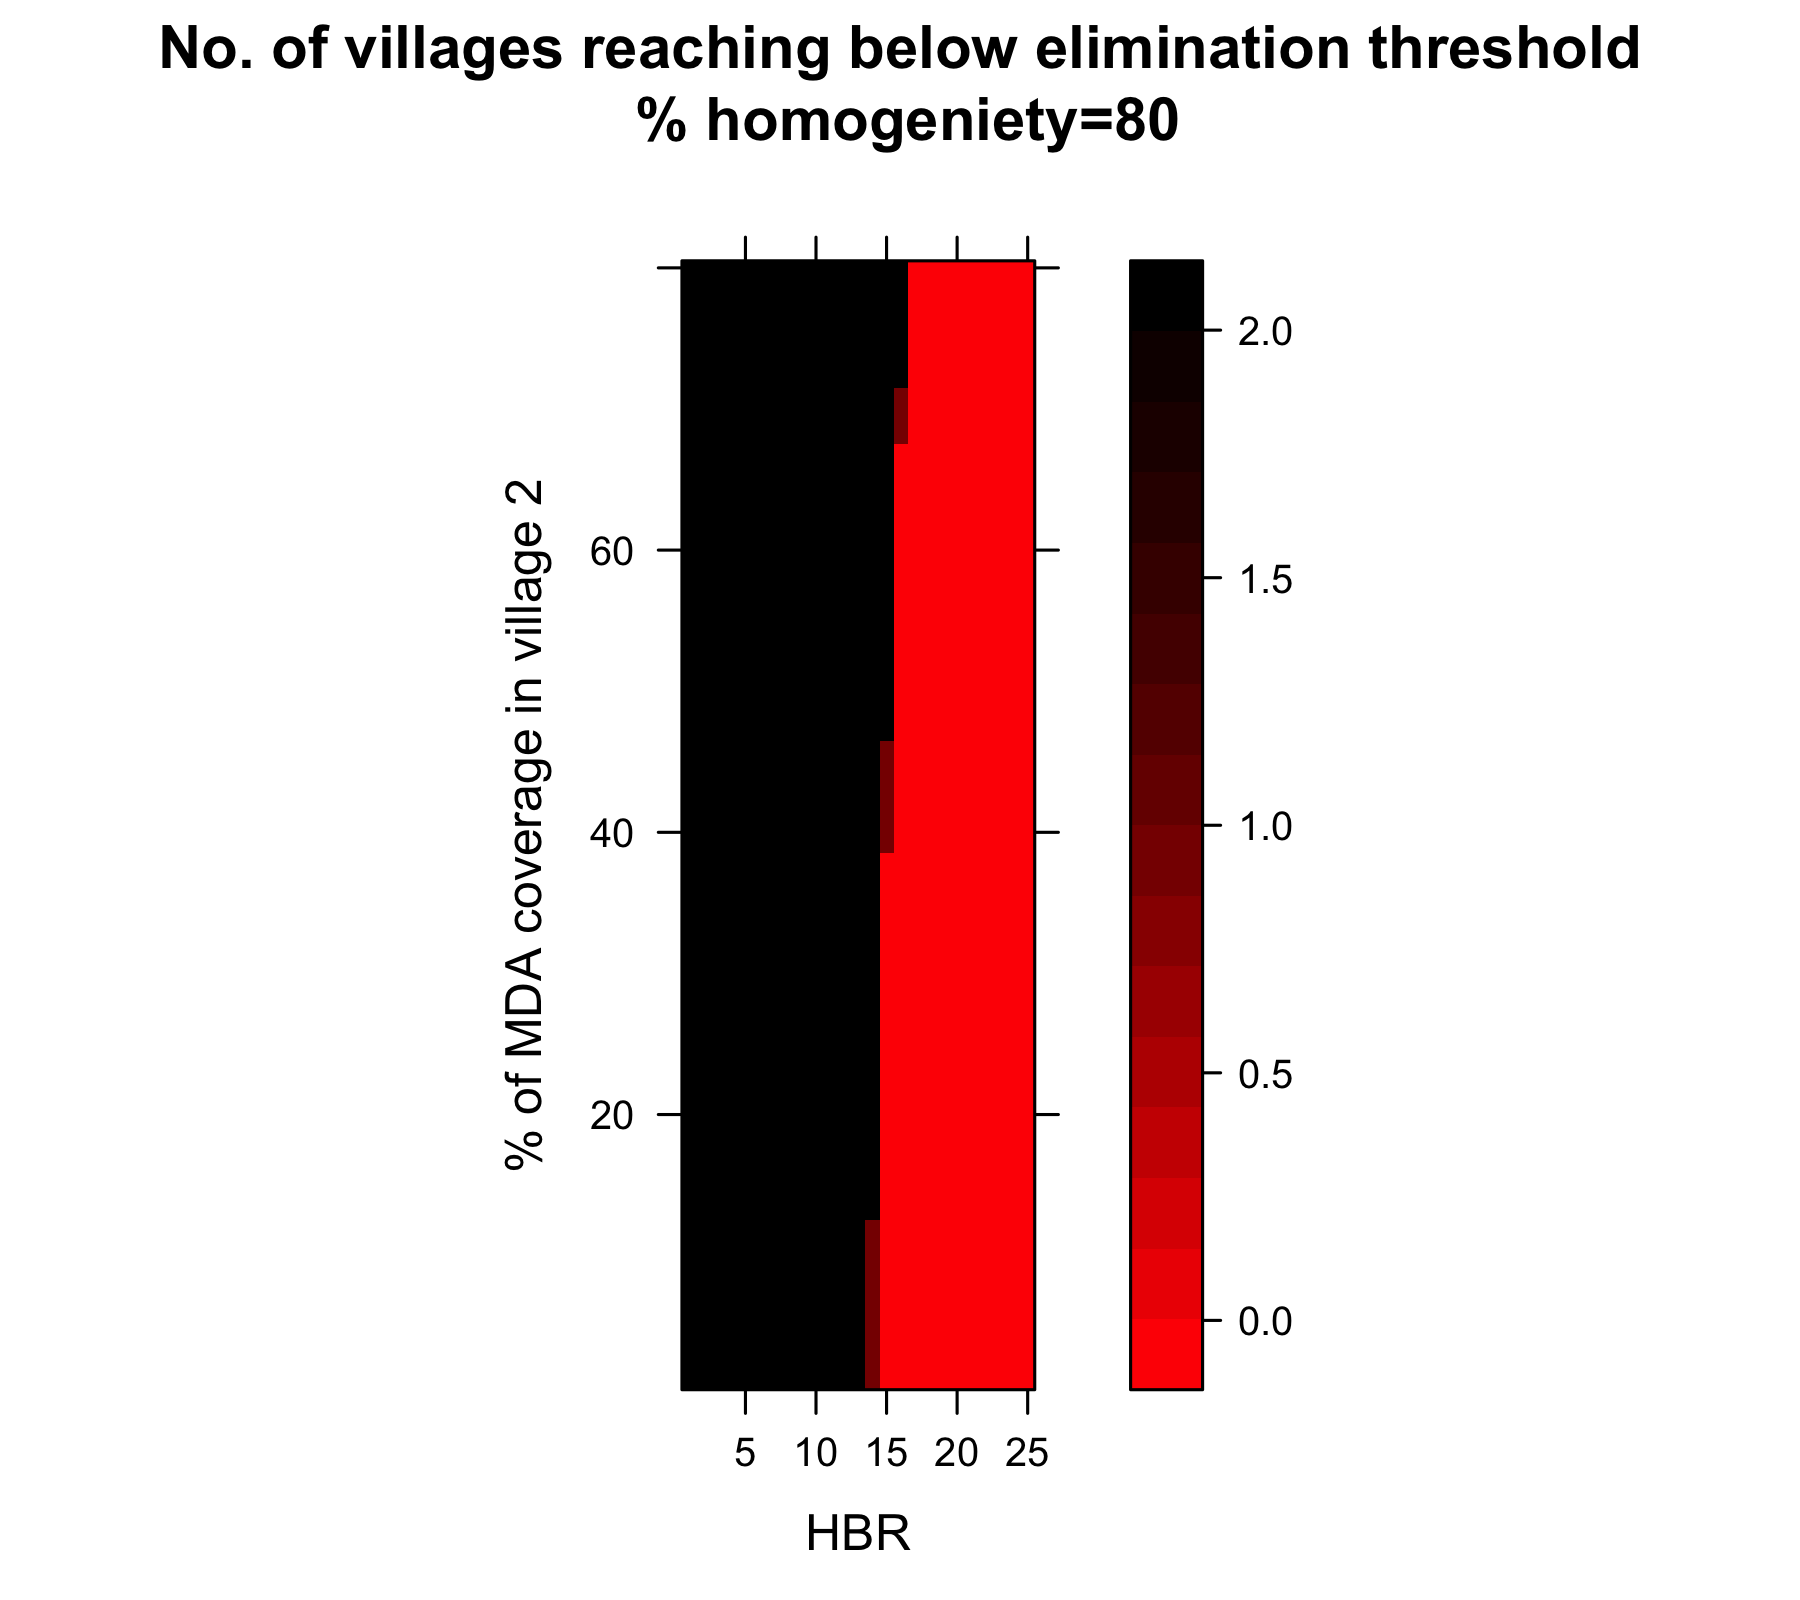 No. of villages reaching below elimination threshold
% homogeniety=80
% of MDA coverage in village 2
60
40
20
5 10 15 20 25
HBR
2.0
1.5
1.0
0.5
0.0